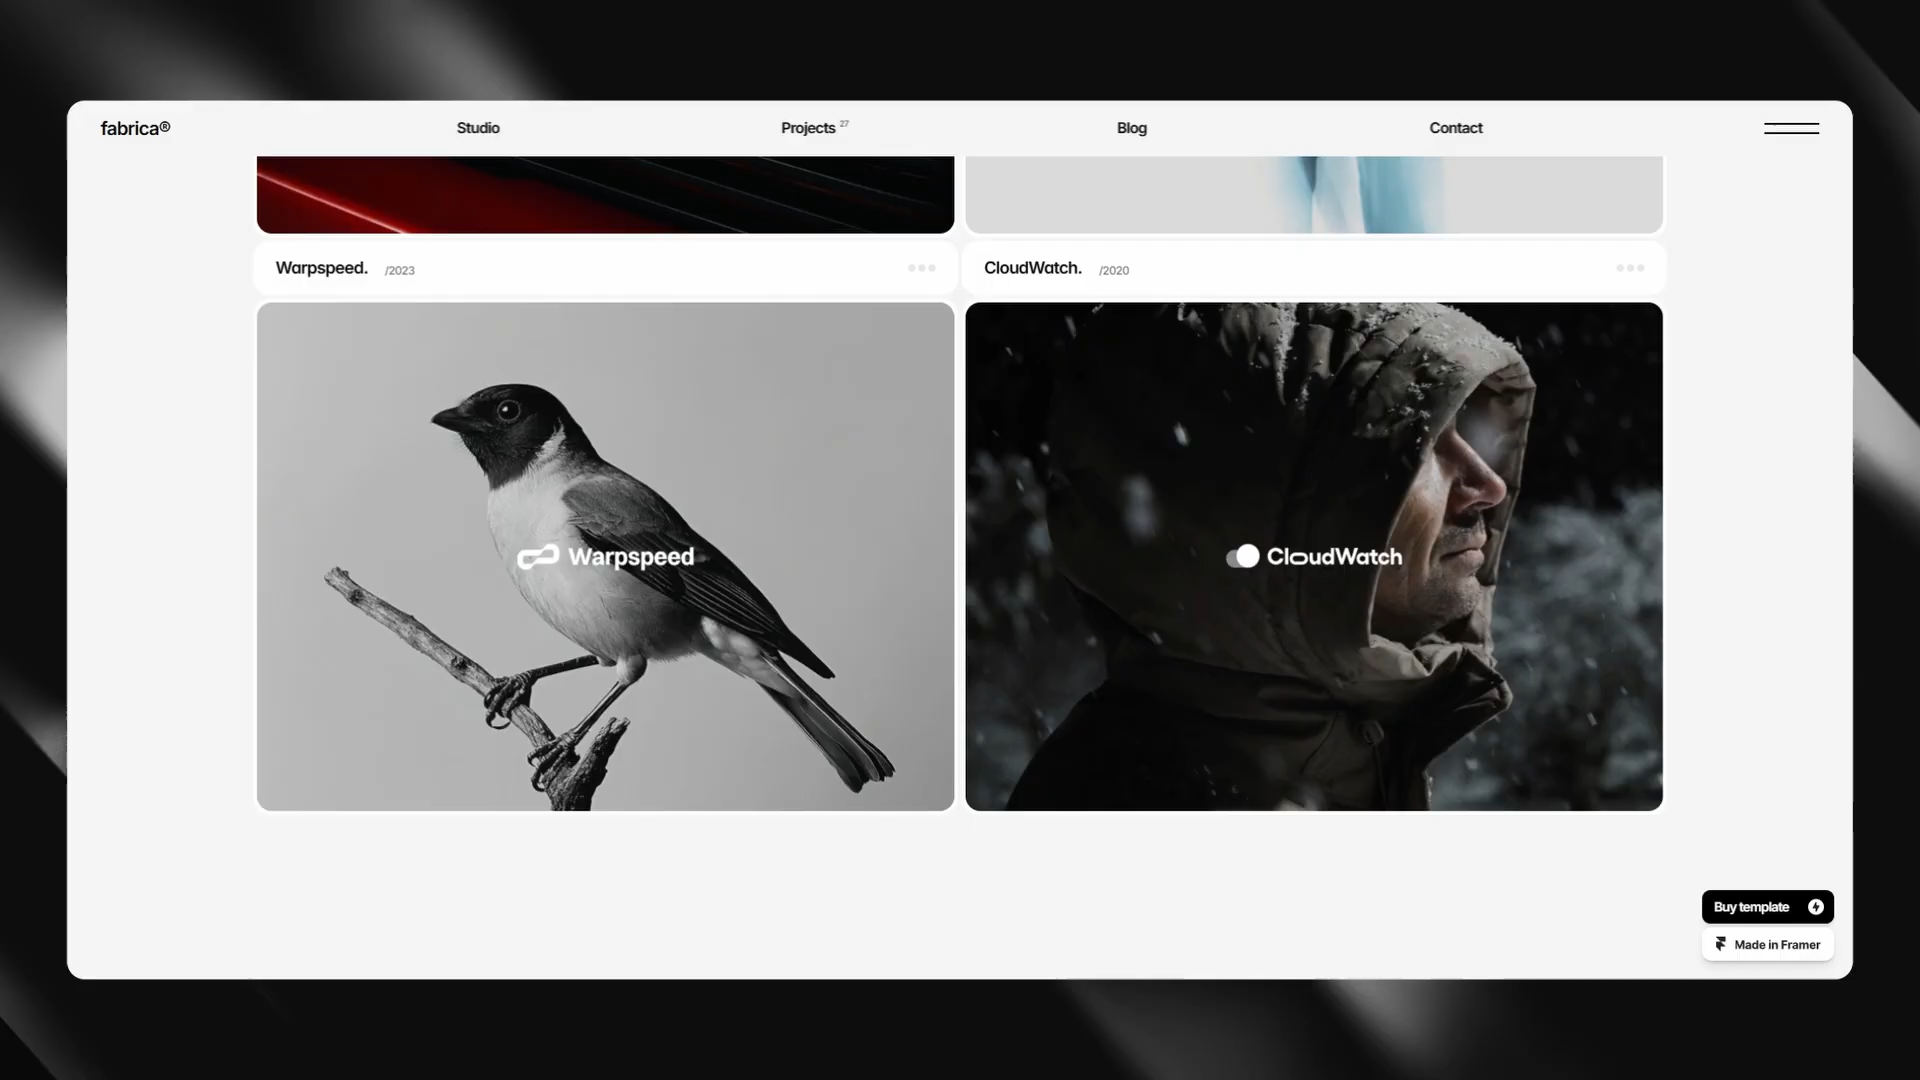 fabrica®
Studio
Projects 27
Blog
Contact
Warpspeed. /2023
CloudWatch. /2020
Warpspeed
CloudWatch
Buy template
Made in Framer